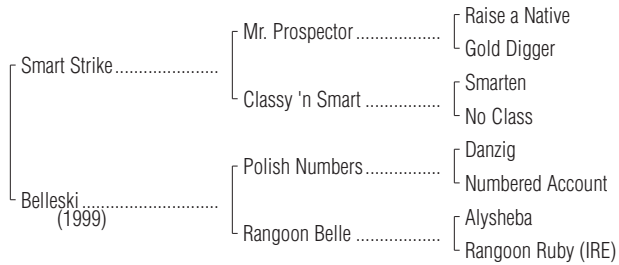 Raise a Native
Mr. Prospector ..................
Gold Digger
Smart Strike......................
Smarten
Classy 'n Smart ................
No Class
Danzig
Polish Numbers................
Numbered Account
Belleski.............................
(1999)
Alysheba
Rangoon Belle ..................
Rangoon Ruby (IRE)